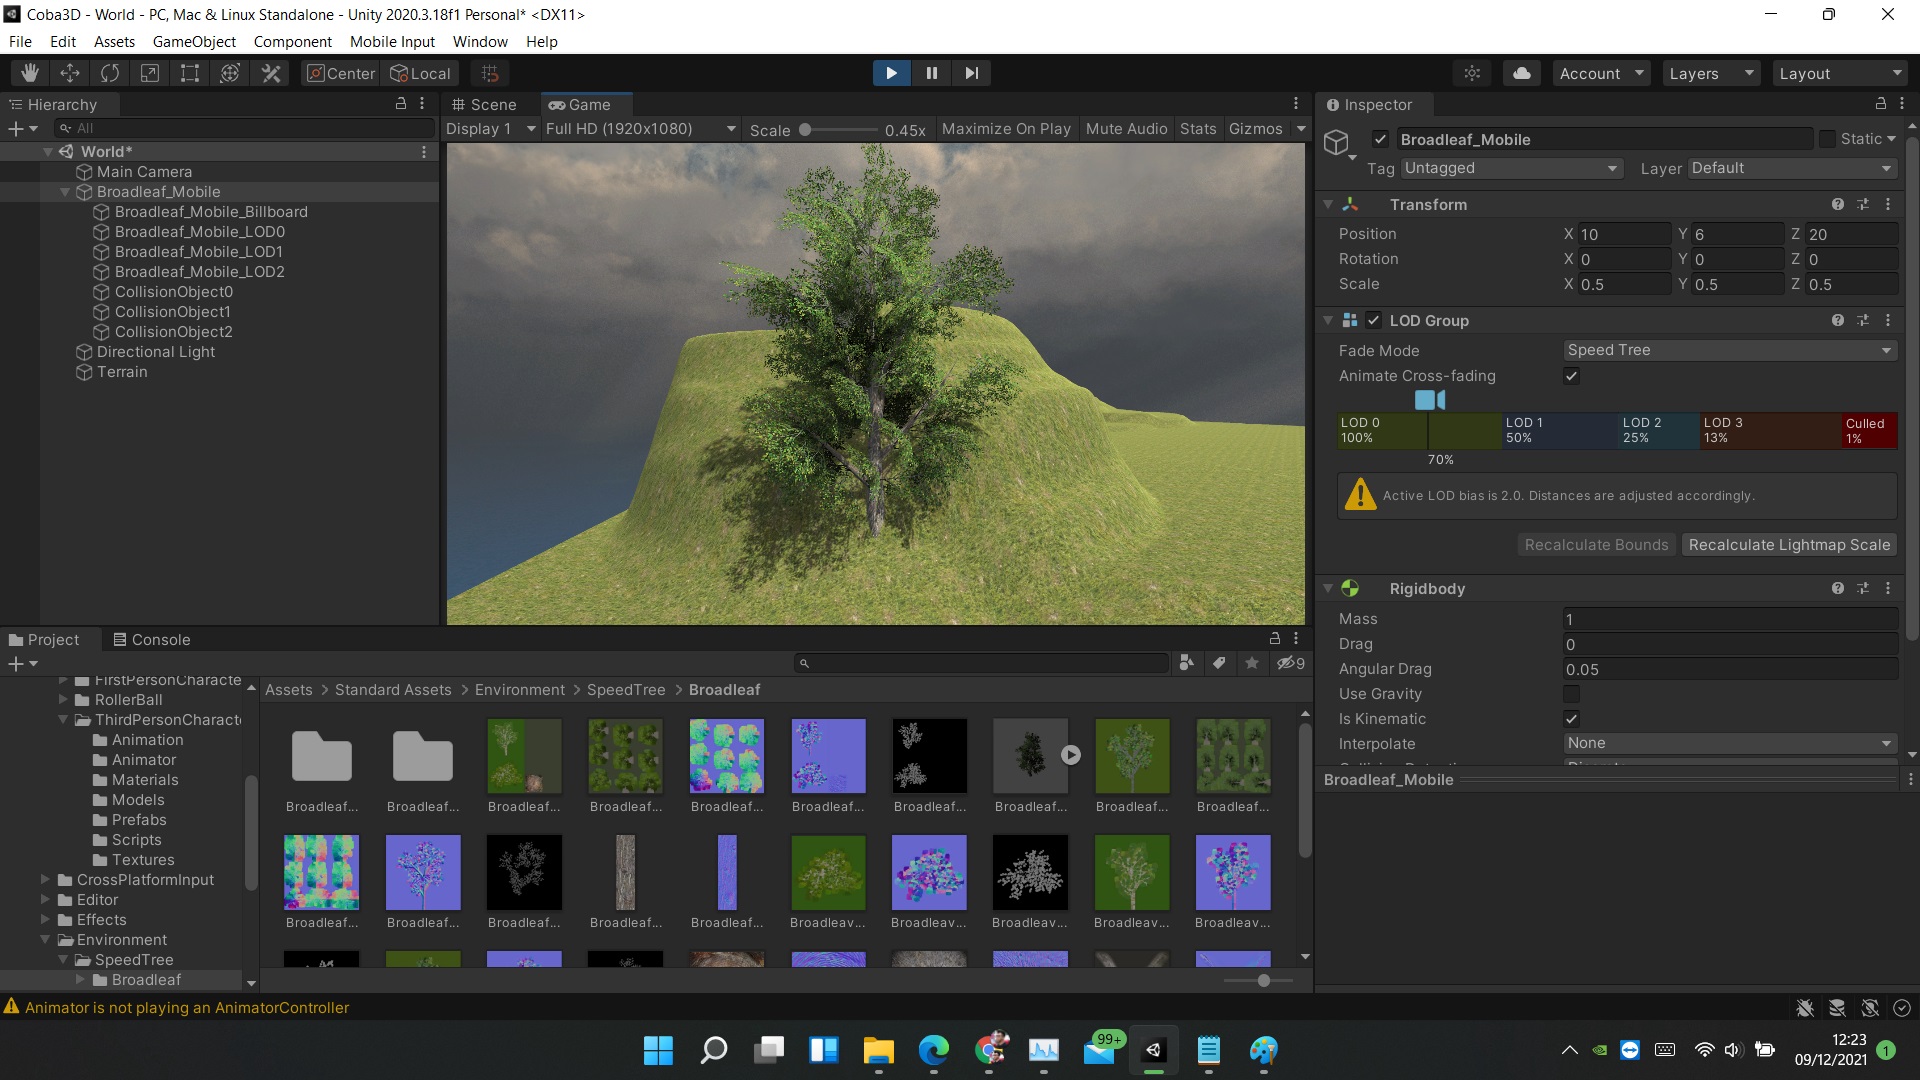 Coba3D - World - PC, Mac & Linux Standalone - Unity 2020.3.18f1 Personal* <DX11>
File Edit Assets GameObject Component Mobile Input Window Help
Center Local Account Layers Layout
Hierarchy
All
World*
Main Camera
Broadleaf_Mobile
Broadleaf_Mobile_Billboard
Broadleaf_Mobile_LOD0
Broadleaf_Mobile_LOD1
Broadleaf_Mobile_LOD2
CollisionObject0
CollisionObject1
CollisionObject2
Directional Light
Terrain
Scene Game
Display 1 Full HD (1920x1080) Scale 0.45x Maximize On Play Mute Audio Stats Gizmos
Inspector
Broadleaf_Mobile Static
Tag Untagged Layer Default
Transform
Position X 10 Y 6 Z 20
Rotation X 0 Y 0 Z 0
Scale X 0.5 Y 0.5 Z 0.5
LOD Group
Fade Mode Speed Tree
Animate Cross-fading
LOD 0 LOD 1 LOD 2 LOD 3 Culled
100% 50% 25% 13% 1%
70%
Active LOD bias is 2.0. Distances are adjusted accordingly.
Recalculate Bounds Recalculate Lightmap Scale
Rigidbody
Mass 1
Drag 0
Angular Drag 0.05
Use Gravity
Is Kinematic
Interpolate None
Broadleaf_Mobile
Project Console
9
FirstPersonCharacte
RollerBall
ThirdPersonCharact
Animation
Animator
Materials
Models
Prefabs
Scripts
Textures
CrossPlatformInput
Editor
Effects
Environment
SpeedTree
Broadleaf
Assets > Standard Assets > Environment > SpeedTree > Broadleaf
Broadleaf... Broadleaf... Broadleaf... Broadleaf... Broadleaf... Broadleaf... Broadleaf... Broadleaf... Broadleaf... Broadleaf...
Broadleaf... Broadleaf... Broadleaf... Broadleaf... Broadleaf... Broadleav... Broadleav... Broadleav... Broadleav... Broadleav...
Animator is not playing an AnimatorController
99+
12:23
09/12/2021
1